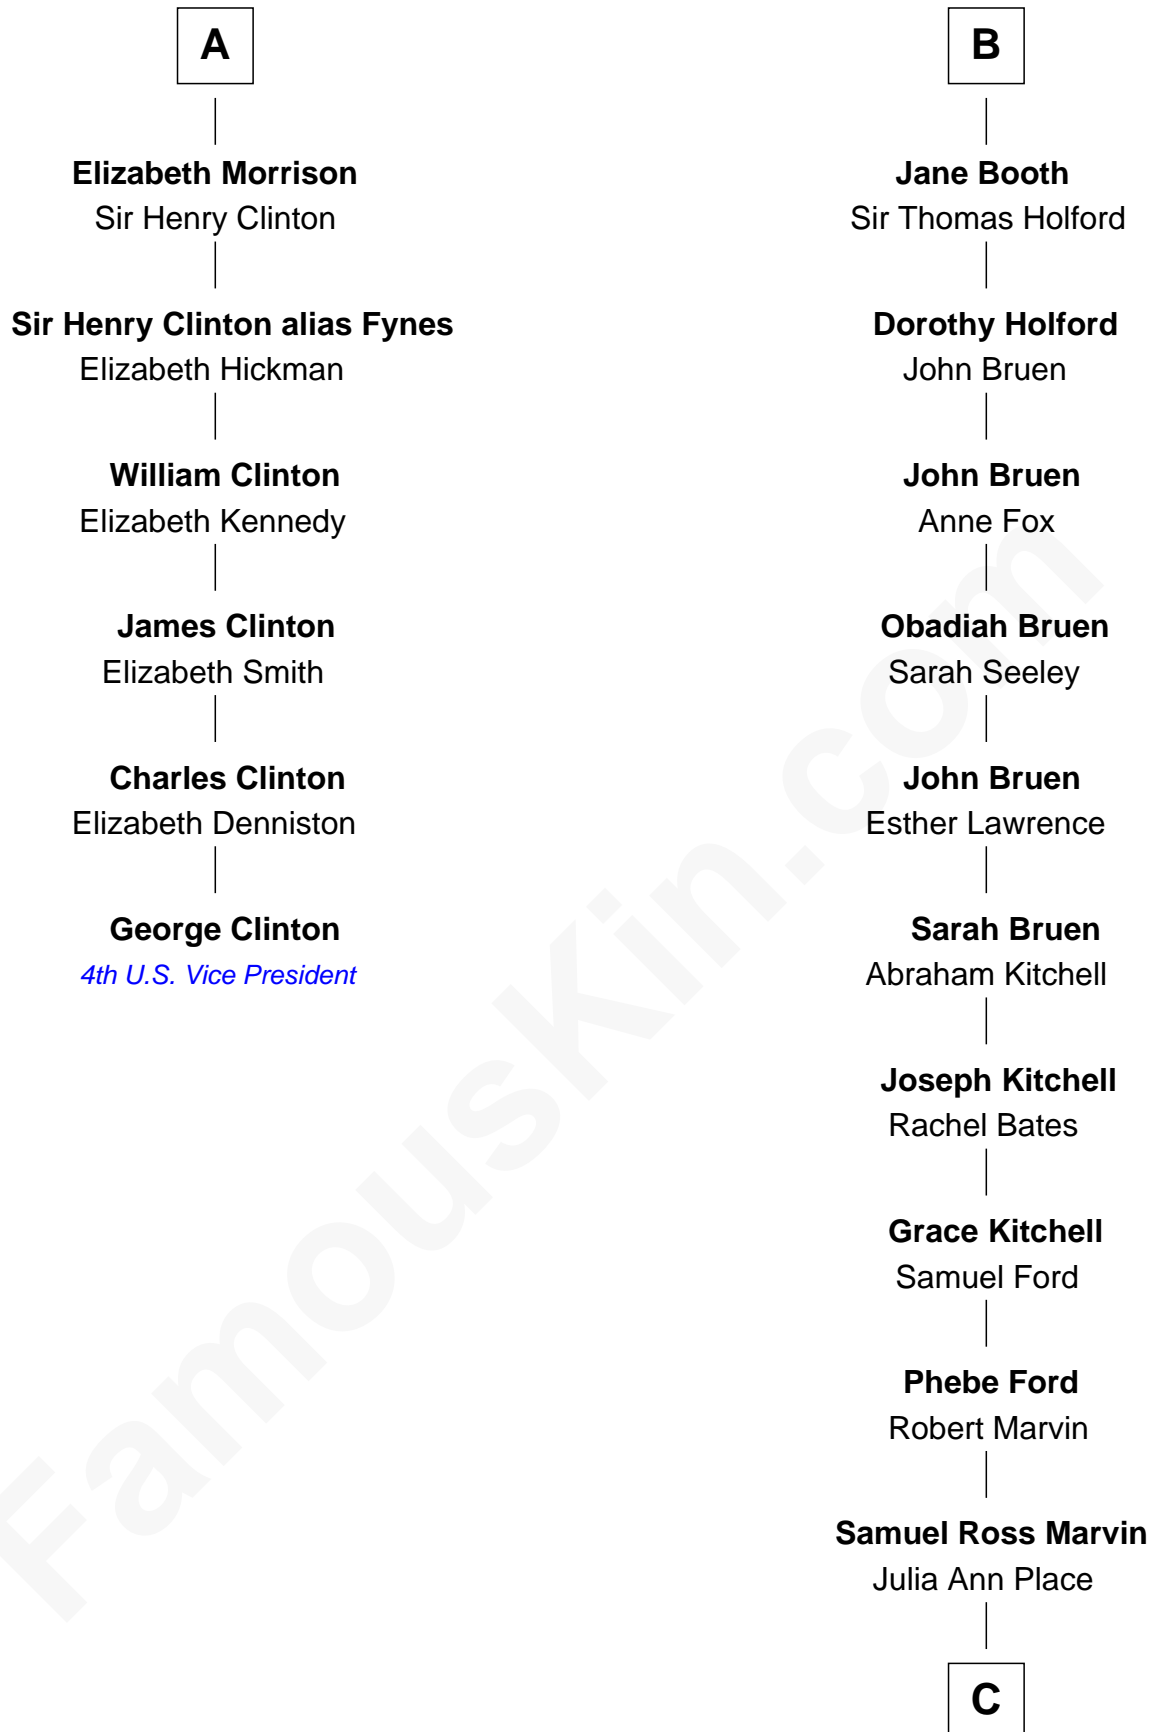 A
Elizabeth Morrison
Sir Henry Clinton
Sir Henry Clinton alias Fynes
Elizabeth Hickman
William Clinton
Elizabeth Kennedy
James Clinton
Elizabeth Smith
Charles Clinton
Elizabeth Denniston
George Clinton
4th U.S. Vice President
B
Jane Booth
Sir Thomas Holford
Dorothy Holford
John Bruen
John Bruen
Anne Fox
Obadiah Bruen
Sarah Seeley
John Bruen
Esther Lawrence
Sarah Bruen
Abraham Kitchell
Joseph Kitchell
Rachel Bates
Grace Kitchell
Samuel Ford
Phebe Ford
Robert Marvin
Samuel Ross Marvin
Julia Ann Place
C
FamousKin.com